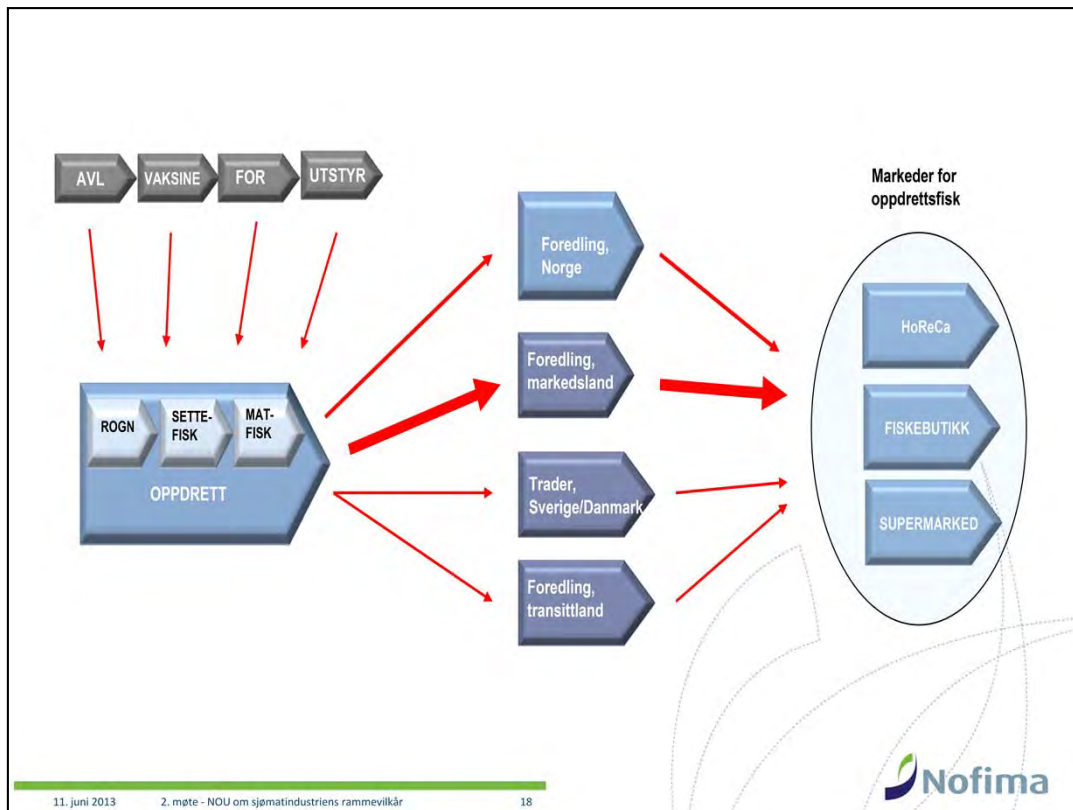 AVL
VAKSINE
FOR
UTSTYR
ROGN
SETTE-
FISK
MAT-
FISK
OPPDRETT
Foredling,
Norge
Foredling,
markedsland
Trader,
Sverige/Danmark
Foredling,
transittland
Markeder for
oppdrettsfisk
HoReCa
FISKEBUTIKK
SUPERMARKED
11. juni 2013 2. møte - NOU om sjømatindustriens rammevilkår 18
Nofima